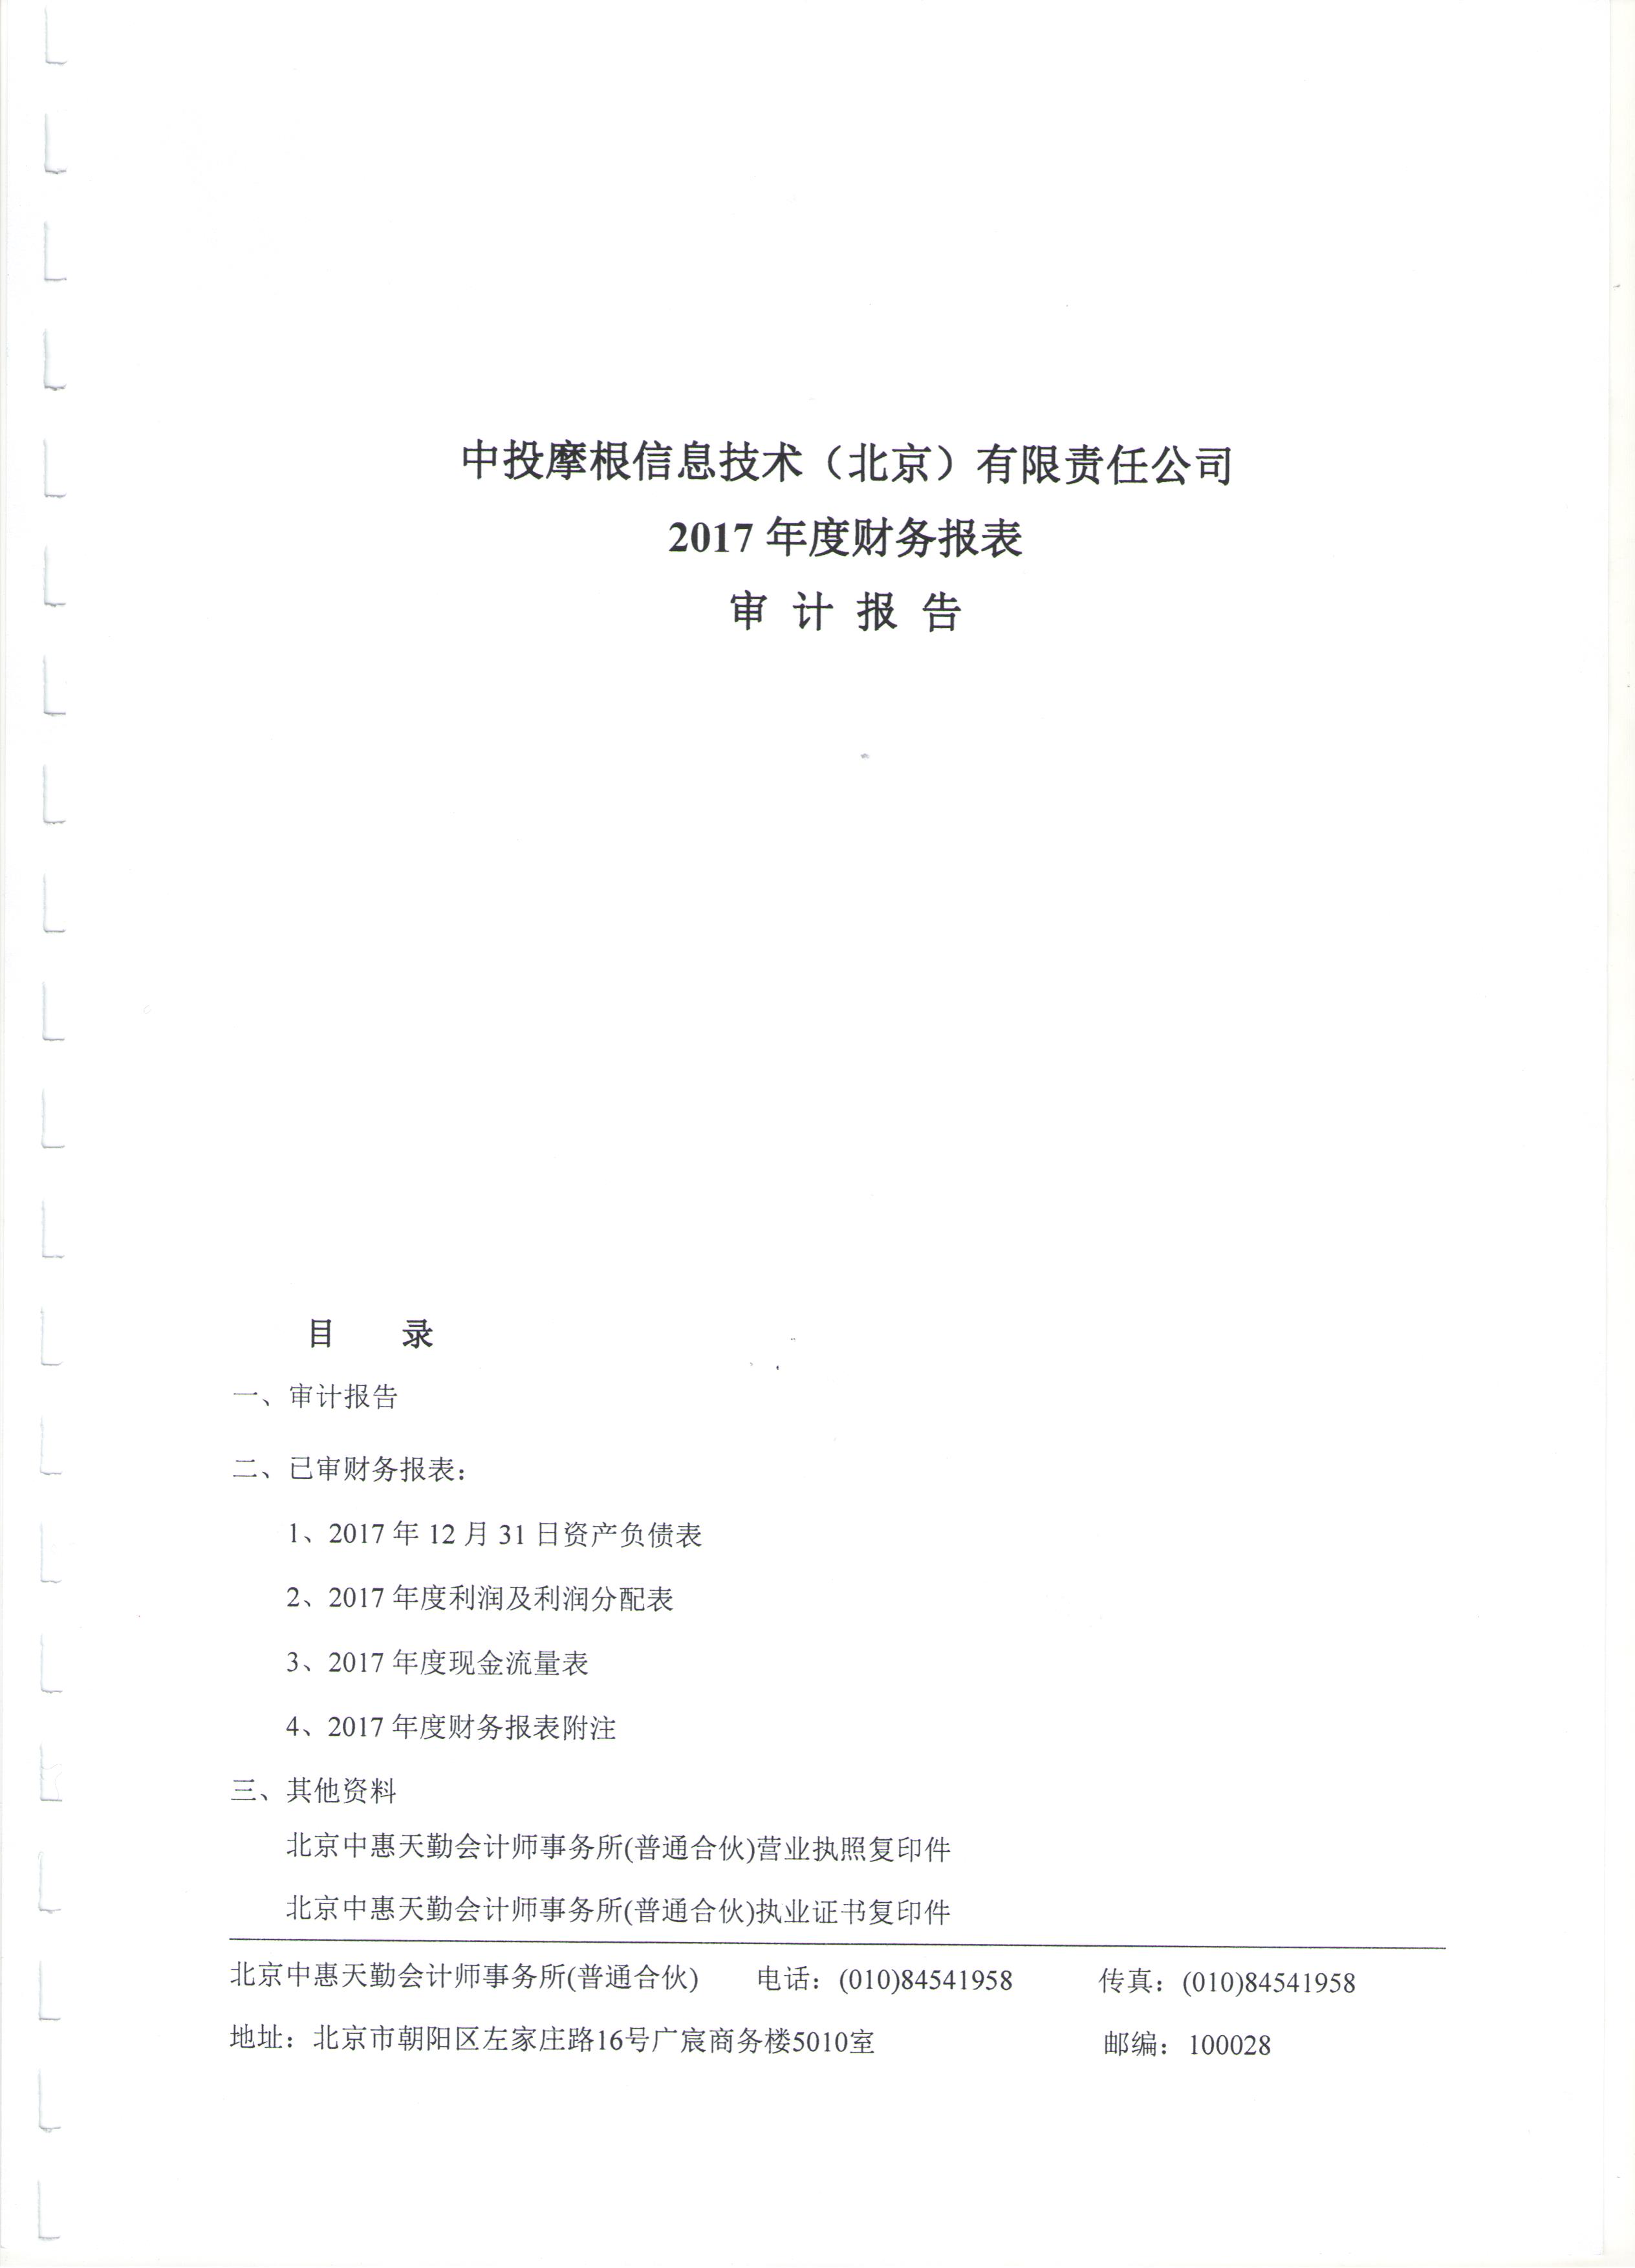 中投摩根信息技术（北京）有限责任公司
2017 年度财务报表
审 计 报 告
目 录
一、审计报告
二、已审财务报表：
1、2017 年 12 月 31 日资产负债表
2、2017 年度利润及利润分配表
3、2017 年度现金流量表
4、2017 年度财务报表附注
三、其他资料
北京中惠天勤会计师事务所(普通合伙)营业执照复印件
北京中惠天勤会计师事务所(普通合伙)执业证书复印件
北京中惠天勤会计师事务所(普通合伙) 电话：(010)84541958 传真：(010)84541958
地址：北京市朝阳区左家庄路16号广宸商务楼5010室 邮编：100028